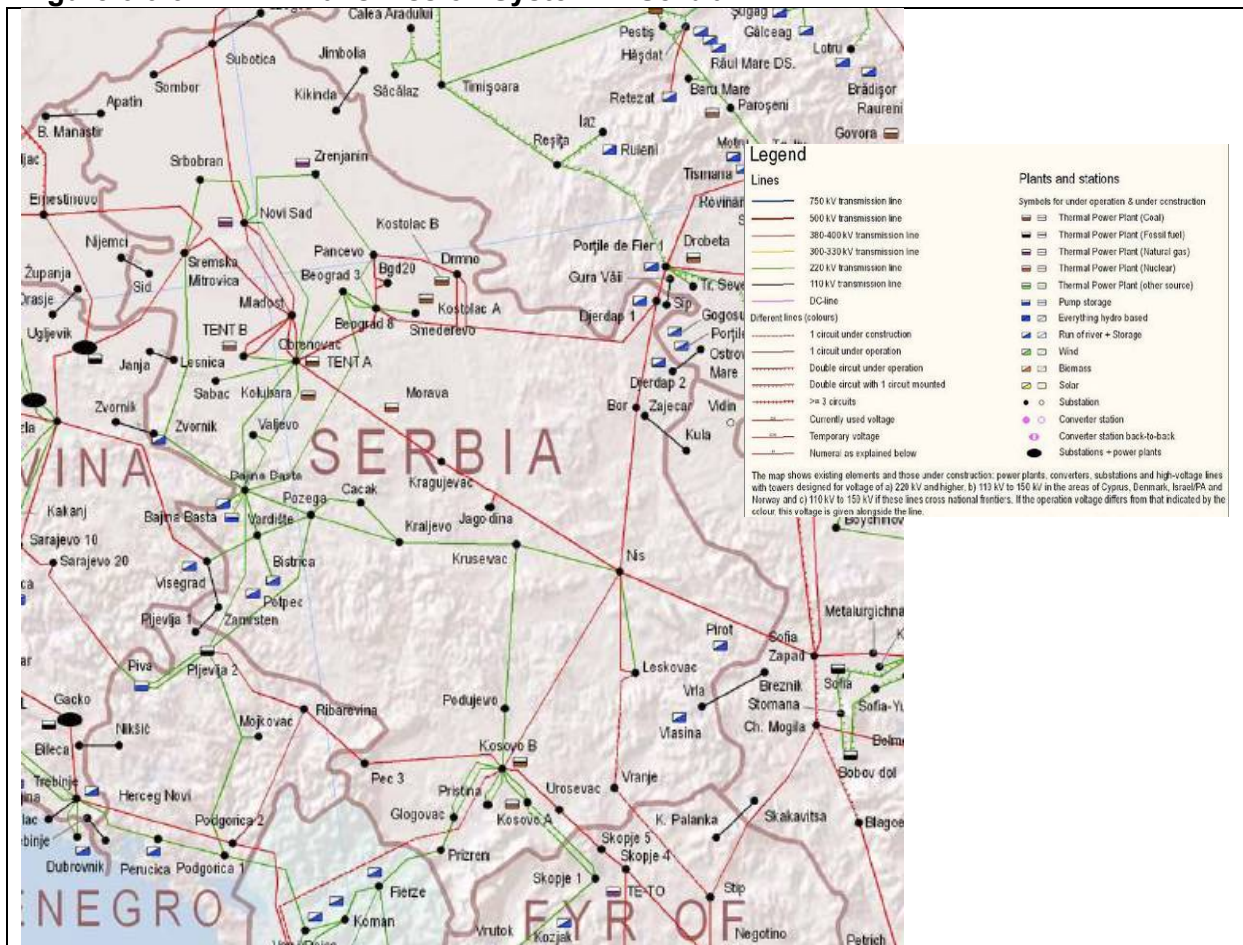 Calea Aradului
Subotica
Jimbolia
Sombor
Kikinda
Săcălaz
Timişoara
Apatin
B. Manastir
Pestiş
Hăşdat
Şugag
Gâlceag
Lotru
Râul Mare DS.
Brădişor
Raureni
Baru Mare
Retezat
Paroşeni
Govora
Iaz
Reşiţa
Ruieni
Tismana
Rovinar
Srbobran
Zrenjanin
Ernestinovo
Novi Sad
Kostolac B
Nijemci
Pancevo
Drmno
Porţile de Fier 1
Drobeta
Sremska
Mitrovica
Beograd 3
Bgd20
Gura Văii
Županja
Sid
Mladost
Kostolac A
Sip
Tr. Seve
Beograd 8
Smederevo
Djerdap 1
Gogosu
Ugljevik
TENT B
Obrenovac
TENT A
Janja
Lesnica
Ostrov
Mare
Djerdap 2
Sabac
Kolubara
Morava
Bor
Zajecar
Vidin
Zvornik
Zvornik
Valjevo
Kula
SERBIA
VINA
Bajina Basta
Kragujevac
Pozega
Cacak
Jagodina
Kakanj
Bajina Basta
Vardište
Kraljevo
Sarajevo 10
Sarajevo 20
Krusevac
Nis
Bistrica
Visegrad
Potpec
Metalurgichna
Pljevlja 1
Zamrsten
Pirot
Sofia
Zapad
Piva
Pljevlja 2
Leskovac
Breznik
Sofia
Vrla
Stomana
Sofia-Yu
Gacko
Ribarevina
Podujevo
Vlasina
Ch. Mogila
Nikšić
Mojkovac
Bileca
Kosovo B
Bobov dol
Trebinje
Pec 3
Urosevac
Vranje
Herceg Novi
Pristina
Podgorica 2
Glogovac
Kosovo A
K. Palanka
Skakavitsa
Blagoe
Skopje 5
Dubrovnik
Perucica
Podgorica 1
Prizren
Skopje 4
Skopje 1
TE-TO
Fierze
Stip
ENEGRO
Koman
FYR OF
Vrutok
Kozjak
Negotino
Petrich
Legend
Lines
750 kV transmission line
500 kV transmission line
380-400 kV transmission line
300-330 kV transmission line
220 kV transmission line
110 kV transmission line
DC-line
Different lines (colours)
1 circuit under construction
1 circuit under operation
Double circuit under operation
Double circuit with 1 circuit mounted
>= 3 circuits
Currently used voltage
Temporary voltage
Numeral as explained below
Plants and stations
Symbols for under operation & under construction
Thermal Power Plant (Coal)
Thermal Power Plant (Fossil fuel)
Thermal Power Plant (Natural gas)
Thermal Power Plant (Nuclear)
Thermal Power Plant (other source)
Pump storage
Everything hydro based
Run of river + Storage
Wind
Biomass
Solar
Substation
Converter station
Converter station back-to-back
Substations + power plants
The map shows existing elements and those under construction: power plants, converters, substations and high-voltage lines
with towers designed for voltage of a) 220 kV and higher, b) 110 kV to 150 kV in the areas of Cyprus, Denmark, Israel/PA and
Norway and c) 110 kV to 150 kV if these lines cross national frontiers. If the operation voltage differs from that indicated by the
colour, this voltage is given alongside the line.